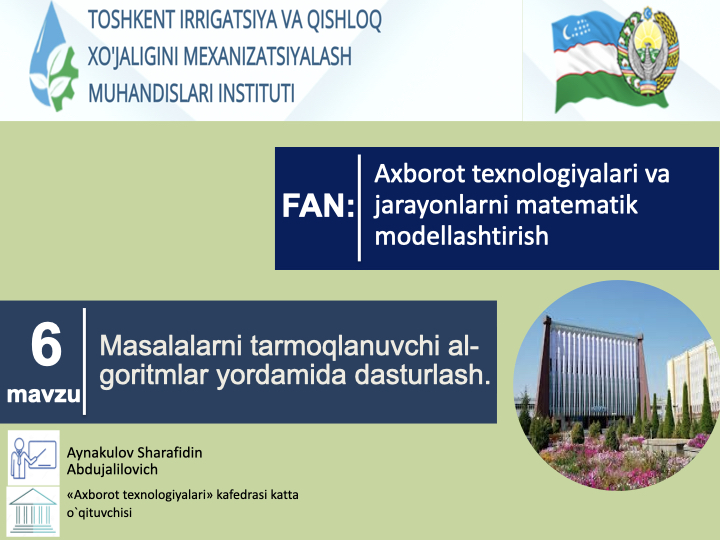 TOSHKENT IRRIGATSIYA VA QISHLOQ
XO'JALIGINI MEXANIZATSIYALASH
MUHANDISLARI INSTITUTI
FAN:
Axborot texnologiyalari va
jarayonlarni matematik
modellashtirish
6
mavzu
Masalalarni tarmoqlanuvchi al-
goritmlar yordamida dasturlash.
Aynakulov Sharafidin
Abdujalilovich
«Axborot texnologiyalari» kafedrasi katta
o`qituvchisi